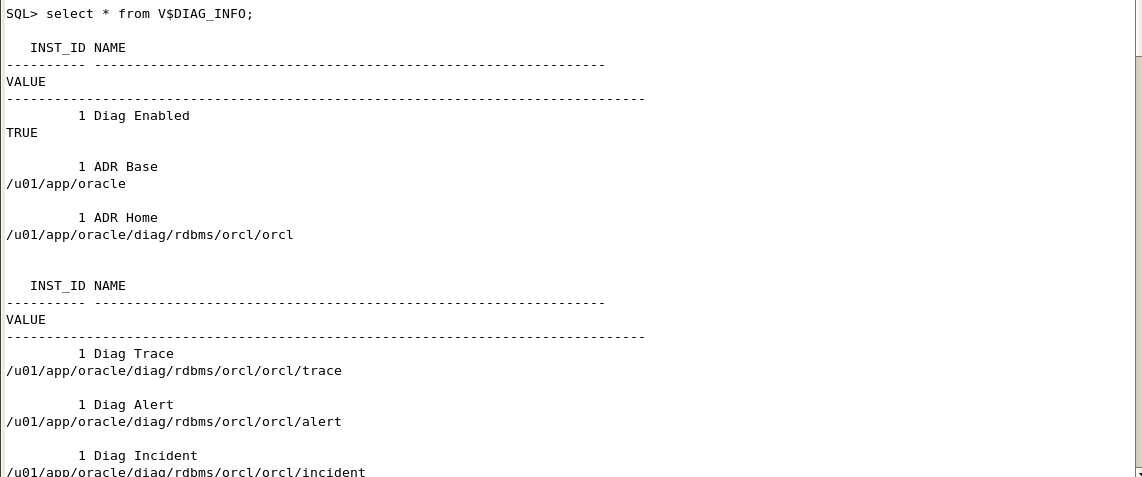 SQL> select * from V$DIAG_INFO;
   INST_ID NAME
---------- ----------------------------------------------------------------
VALUE
--------------------------------------------------------------------------------
         1 Diag Enabled
TRUE
         1 ADR Base
/u01/app/oracle
         1 ADR Home
/u01/app/oracle/diag/rdbms/orcl/orcl
   INST_ID NAME
---------- ----------------------------------------------------------------
VALUE
--------------------------------------------------------------------------------
         1 Diag Trace
/u01/app/oracle/diag/rdbms/orcl/orcl/trace
         1 Diag Alert
/u01/app/oracle/diag/rdbms/orcl/orcl/alert
         1 Diag Incident
/u01/app/oracle/diag/rdbms/orcl/orcl/incident